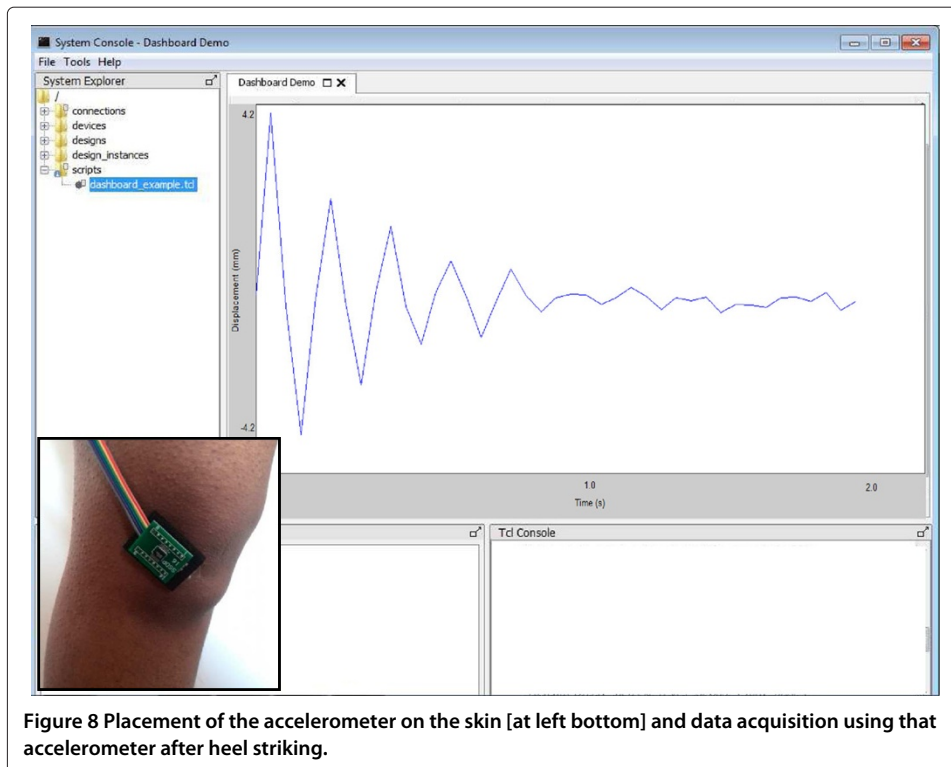 System Console - Dashboard Demo
File Tools Help
System Explorer
/
connections
devices
designs
design_instances
scripts
dashboard_example.tcl
Dashboard Demo
4.2
Displacement (mm)
-4.2
1.0
2.0
Time (s)
Tcl Console
Figure 8 Placement of the accelerometer on the skin [at left bottom] and data acquisition using that
accelerometer after heel striking.